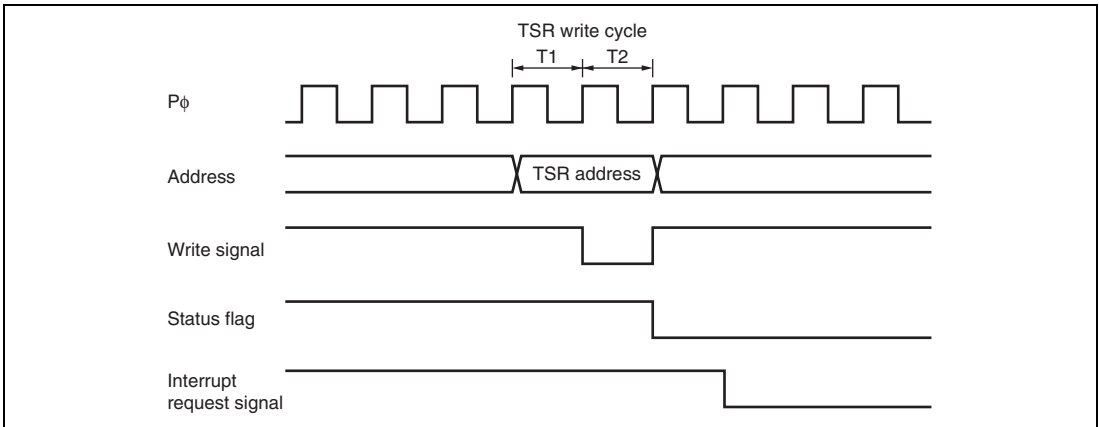 TSR write cycle
T1 T2
Pϕ
Address
TSR address
Write signal
Status flag
Interrupt
request signal